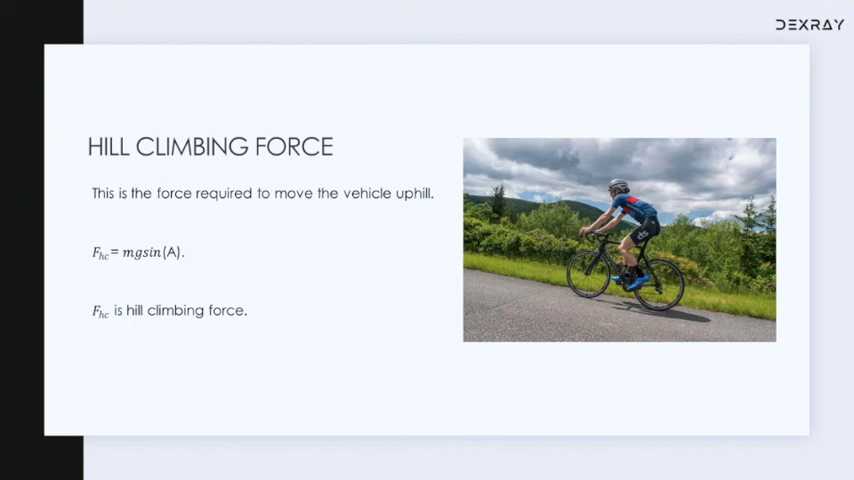 DEXRAY
HILL CLIMBING FORCE
This is the force required to move the vehicle uphill.
Fhc= mgsin(A).
Fhc is hill climbing force.